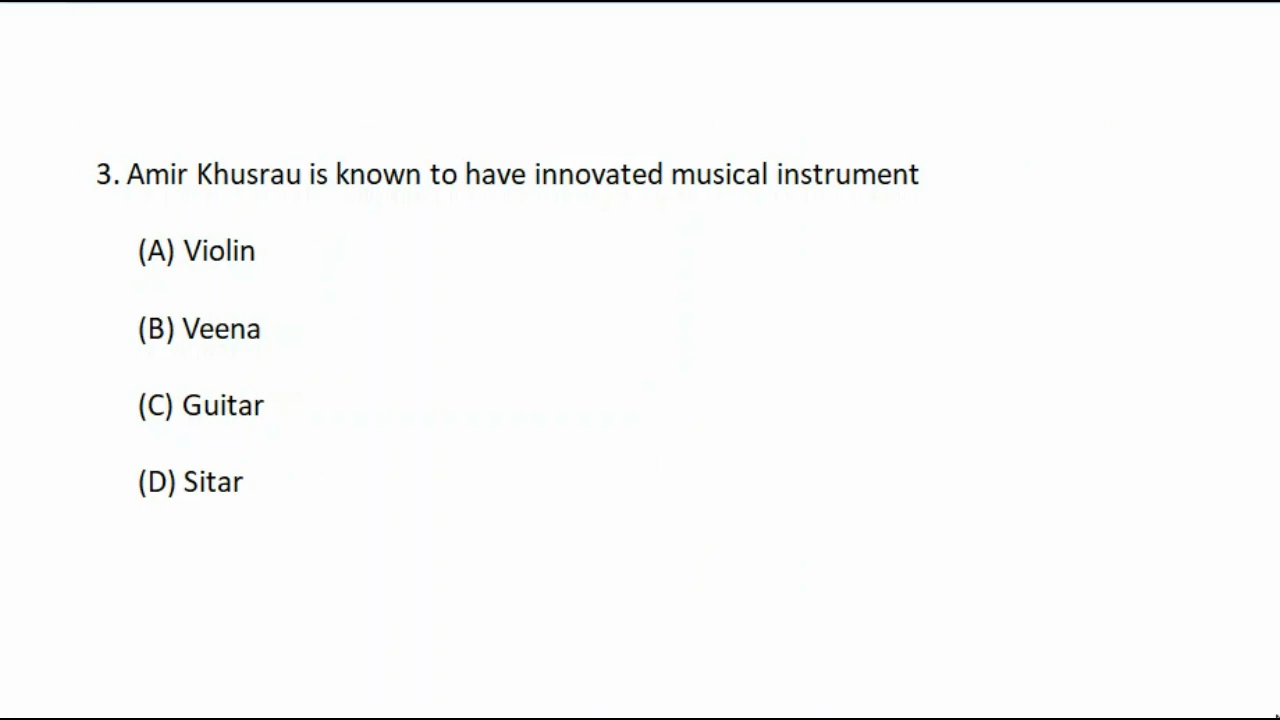 3. Amir Khusrau is known to have innovated musical instrument
(A) Violin
(B) Veena
(C) Guitar
(D) Sitar